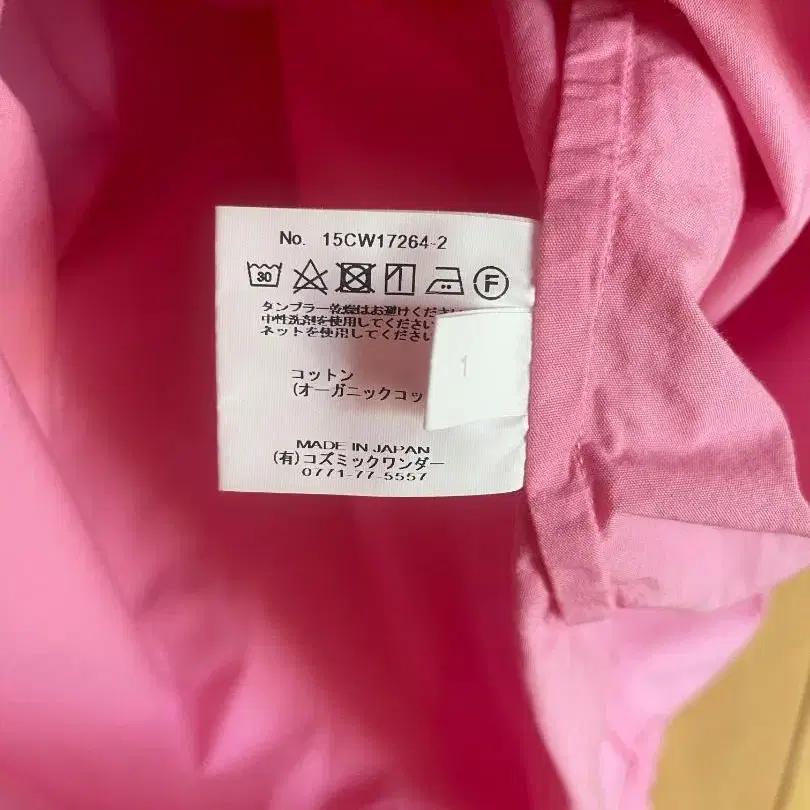 No. 15CW17264-2
30 F
タンブラー乾燥はお避けくださ
中性洗剤を使用してください
ネットを使用してください
コットン
(オーガニックコッ
1
MADE IN JAPAN
(有)コズミックワンダー
0771-77-5557